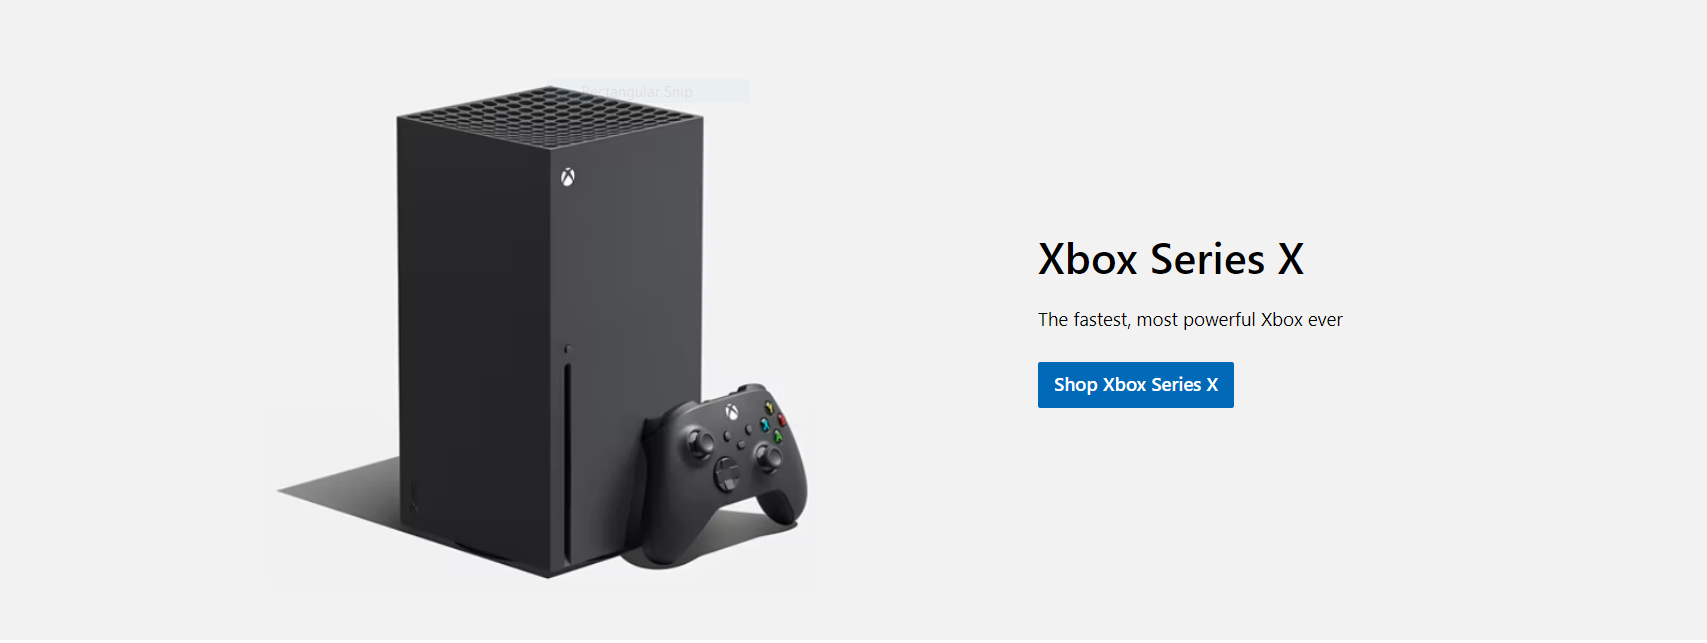 Rectangular Snip
Xbox Series X
The fastest, most powerful Xbox ever
Shop Xbox Series X